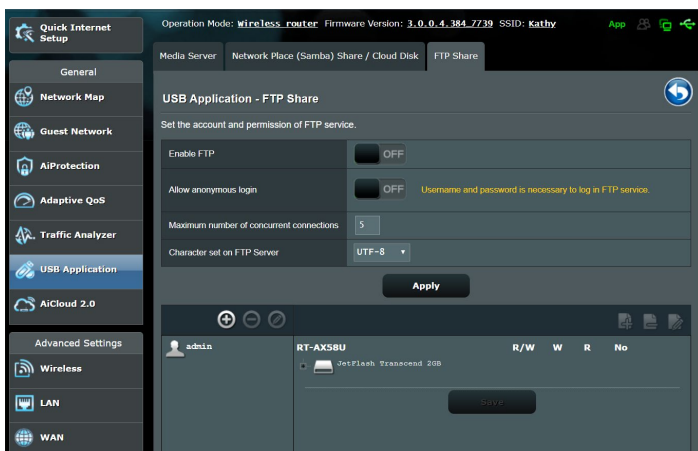 Quick Internet
Setup
Operation Mode: Wireless router Firmware Version: 3.0.0.4.384_7739 SSID: Kathy
App
Media Server
Network Place (Samba) Share / Cloud Disk
FTP Share
General
Network Map
Guest Network
AiProtection
Adaptive QoS
Traffic Analyzer
USB Application
AiCloud 2.0
Advanced Settings
Wireless
LAN
WAN
USB Application - FTP Share
Set the account and permission of FTP service.
Enable FTP OFF
Allow anonymous login OFF Username and password is necessary to log in FTP service.
Maximum number of concurrent connections 5
Character set on FTP Server UTF-8
Apply
admin
RT-AX58U R/W W R No
JetFlash Transcend 2GB
Save